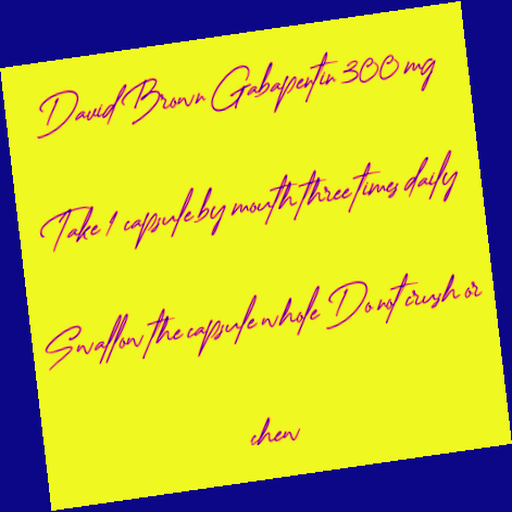 David Brown Gabapentin 300 mg
Take 1 capsule by mouth three times daily
Swallow the capsule whole Do not crush or
chew